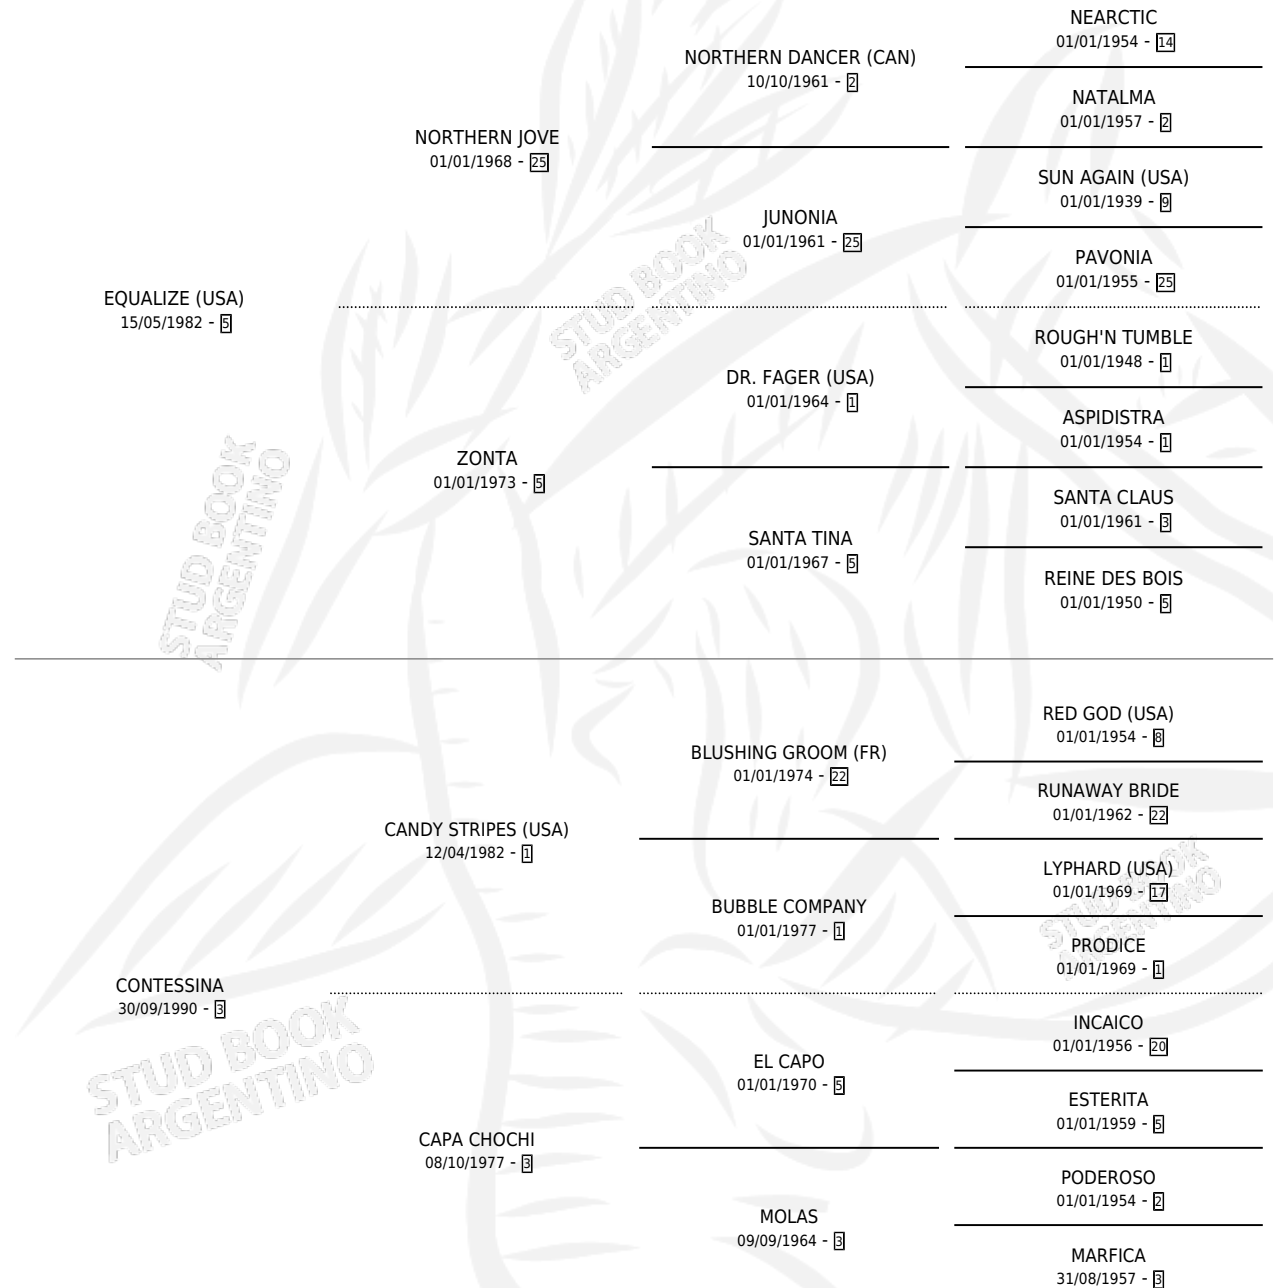 NEARCTIC
01/01/1954 - 14
NORTHERN DANCER (CAN)
10/10/1961 - 2
NATALMA
01/01/1957 - 2
NORTHERN JOVE
01/01/1968 - 25
SUN AGAIN (USA)
01/01/1939 - 9
JUNONIA
01/01/1961 - 25
PAVONIA
01/01/1955 - 25
EQUALIZE (USA)
15/05/1982 - 5
ROUGH'N TUMBLE
01/01/1948 - 1
DR. FAGER (USA)
01/01/1964 - 1
ASPIDISTRA
01/01/1954 - 1
ZONTA
01/01/1973 - 5
SANTA CLAUS
01/01/1961 - 3
SANTA TINA
01/01/1967 - 5
REINE DES BOIS
01/01/1950 - 5
RED GOD (USA)
01/01/1954 - 8
BLUSHING GROOM (FR)
01/01/1974 - 22
RUNAWAY BRIDE
01/01/1962 - 22
CANDY STRIPES (USA)
12/04/1982 - 1
LYPHARD (USA)
01/01/1969 - 17
BUBBLE COMPANY
01/01/1977 - 1
PRODICE
01/01/1969 - 1
CONTESSINA
30/09/1990 - 3
INCAICO
01/01/1956 - 20
EL CAPO
01/01/1970 - 5
ESTERITA
01/01/1959 - 5
CAPA CHOCHI
08/10/1977 - 3
PODEROSO
01/01/1954 - 2
MOLAS
09/09/1964 - 3
MARFICA
31/08/1957 - 3
STUD BOOK
ARGENTINO
STUD BOOK
ARGENTINO
STUD BOOK
ARGENTINO
STUD BOOK
ARGENTINO